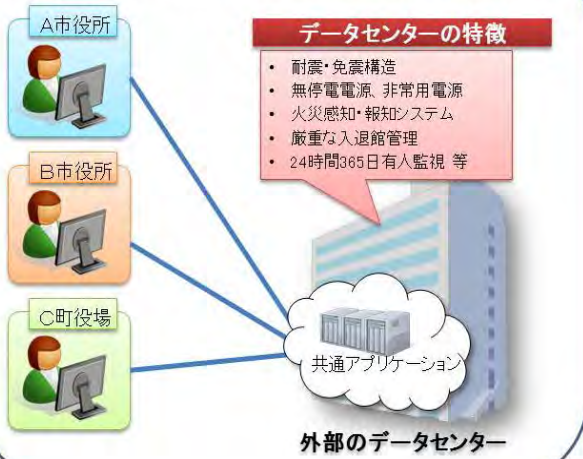 A市役所
B市役所
C町役場
データセンターの特徴
• 耐震・免震構造
• 無停電電源、非常用電源
• 火災感知・報知システム
• 厳重な入退館管理
• 24時間365日有人監視 等
共通アプリケーション
外部のデータセンター